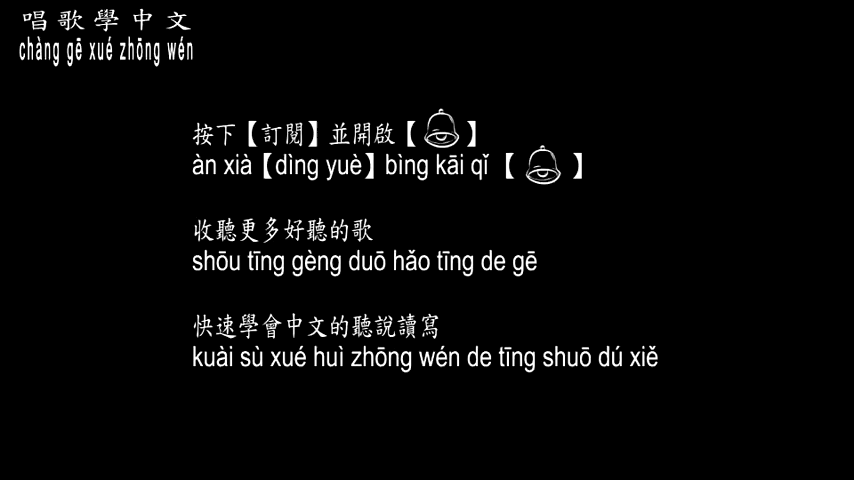 唱歌學中文
chàng gē xué zhōng wén
按下【訂閱】並開啟【】
àn xià【dìng yuè】bìng kāi qǐ【】
收聽更多好聽的歌
shōu tīng gèng duō hǎo tīng de gē
快速學會中文的聽說讀寫
kuài sù xué huì zhōng wén de tīng shuō dú xiě